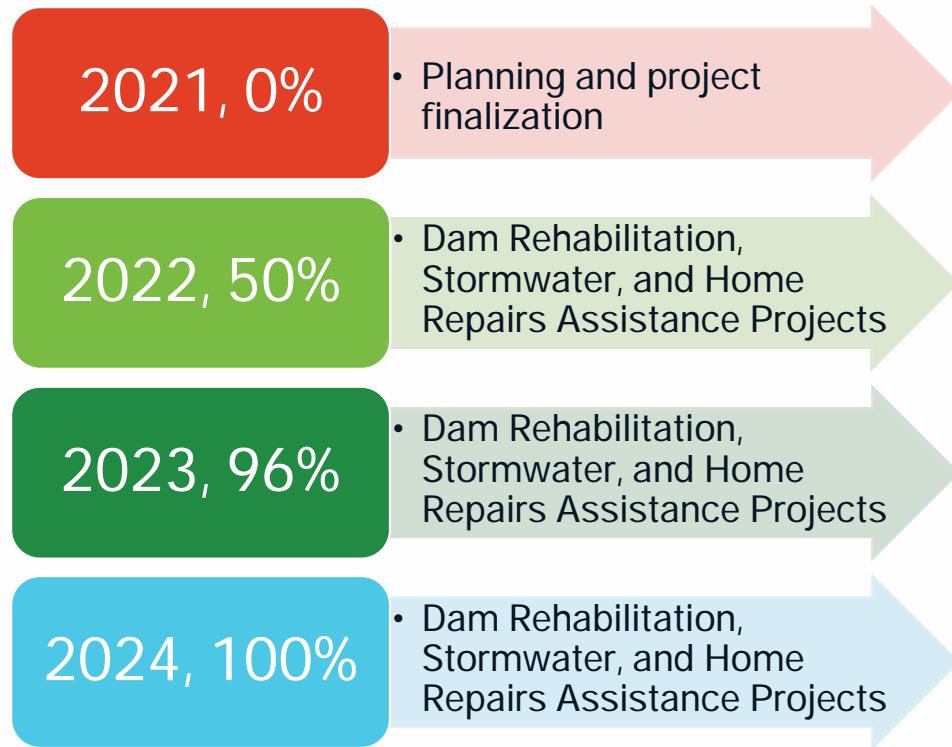 2021, 0%
• Planning and project
finalization
2022, 50%
• Dam Rehabilitation,
Stormwater, and Home
Repairs Assistance Projects
2023, 96%
• Dam Rehabilitation,
Stormwater, and Home
Repairs Assistance Projects
2024, 100%
• Dam Rehabilitation,
Stormwater, and Home
Repairs Assistance Projects